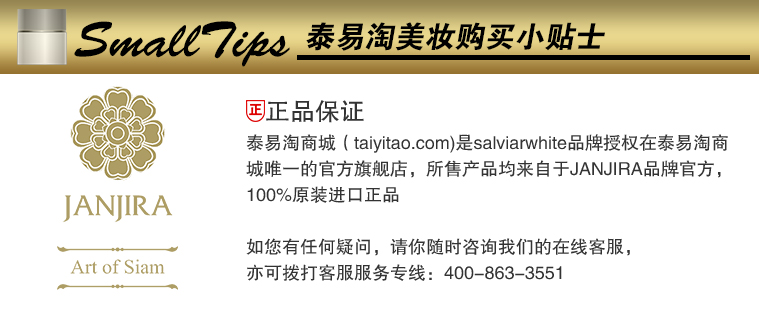 Small Tips 泰易淘美妆购买小贴士
正 正品保证
泰易淘商城（taiyitao.com)是salviarwhite品牌授权在泰易淘商
城唯一的官方旗舰店，所售产品均来自于JANJIRA品牌官方，
100%原装进口正品
如您有任何疑问，请你随时咨询我们的在线客服，
亦可拨打客服服务专线：400-863-3551
JANJIRA
Art of Siam